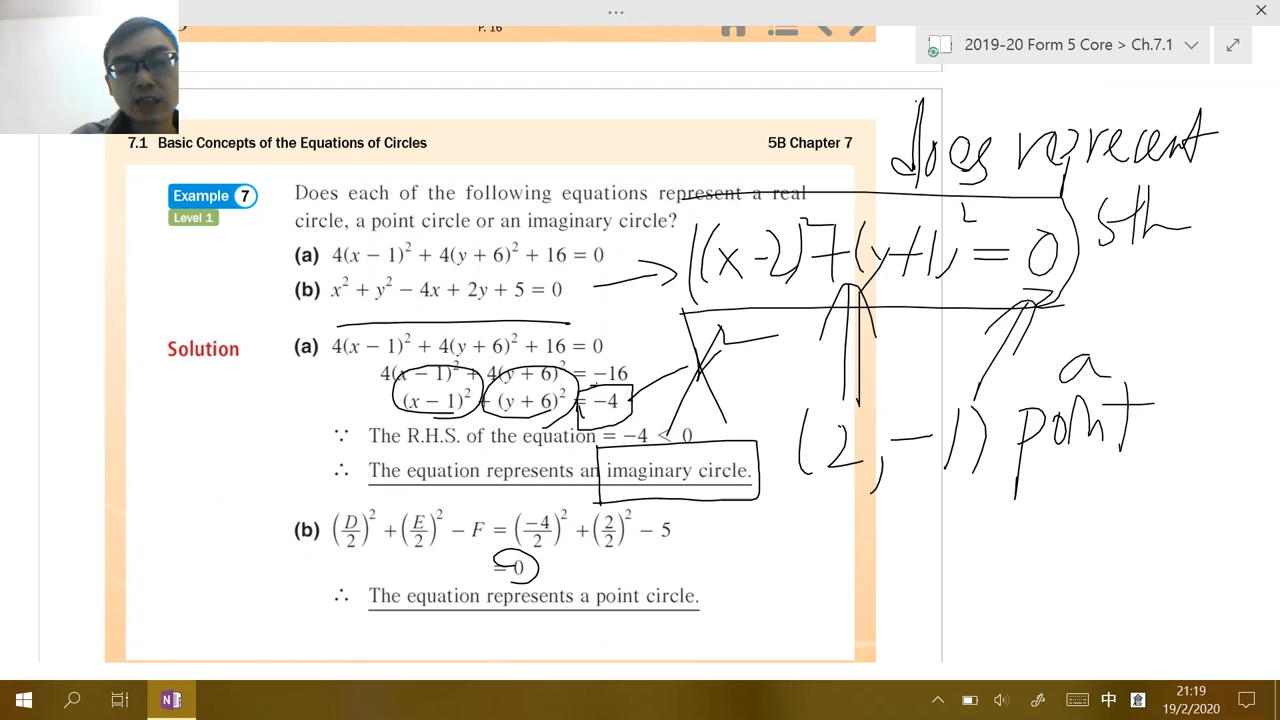 P. 16
2019-20 Form 5 Core > Ch.7.1
7.1 Basic Concepts of the Equations of Circles
5B Chapter 7
does represent
sth
Example 7
Level 1
Does each of the following equations represent a real
circle, a point circle or an imaginary circle?
(a) 4(x − 1)² + 4(y + 6)² + 16 = 0
(b) x² + y² − 4x + 2y + 5 = 0
(x-2)²+(y+1)² = 0
Solution
(a) 4(x − 1)² + 4(y + 6)² + 16 = 0
4(x − 1)² + 4(y + 6)² = −16
(x − 1)² + (y + 6)² = −4
∵ The R.H.S. of the equation = −4 < 0
∴ The equation represents an imaginary circle.
a
(2, −1) point
(b) (D/2)² + (E/2)² − F = (−4/2)² + (2/2)² − 5
= 0
∴ The equation represents a point circle.
中 倉
21:19
19/2/2020